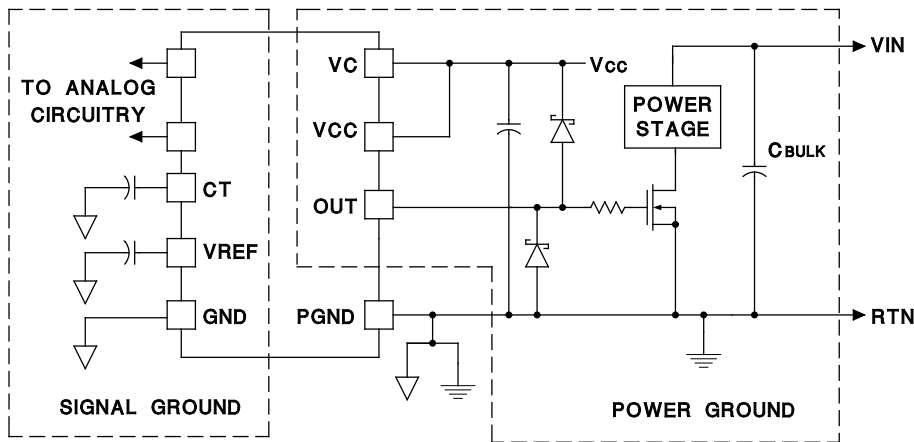 VC
VCC
OUT
PGND
TO ANALOG
CIRCUITRY
CT
VREF
GND
SIGNAL GROUND
VCC
POWER
STAGE
CBULK
VIN
RTN
POWER GROUND